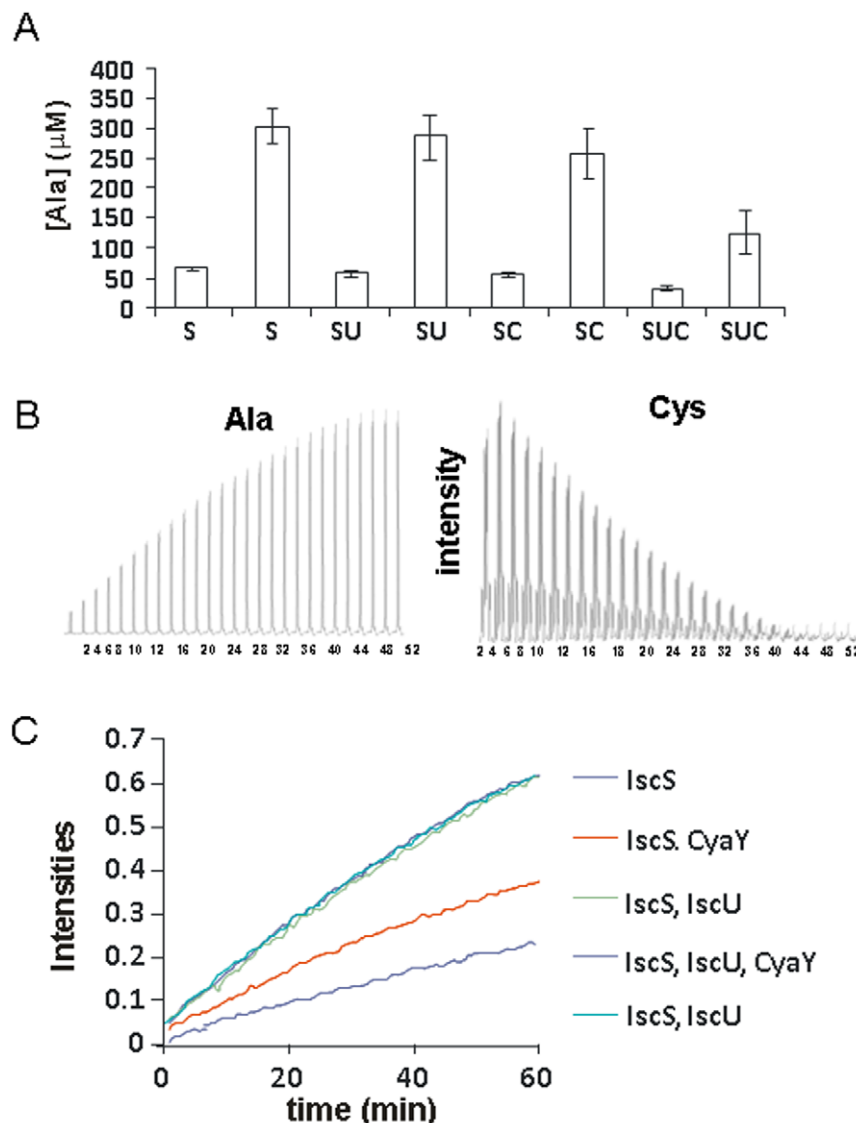 A
[Ala] (μM)
400
350
300
250
200
150
100
50
0
S S SU SU SC SC SUC SUC
B
Ala
Cys
intensity
2 4 6 8 10 12 16 20 24 28 32 36 40 44 48 52
2 4 6 8 10 12 16 18 20 24 28 32 36 40 44 48 52
C
Intensities
0.7
0.6
0.5
0.4
0.3
0.2
0.1
0
0 20 40 60
time (min)
IscS
IscS. CyaY
IscS, IscU
IscS, IscU, CyaY
IscS, IscU